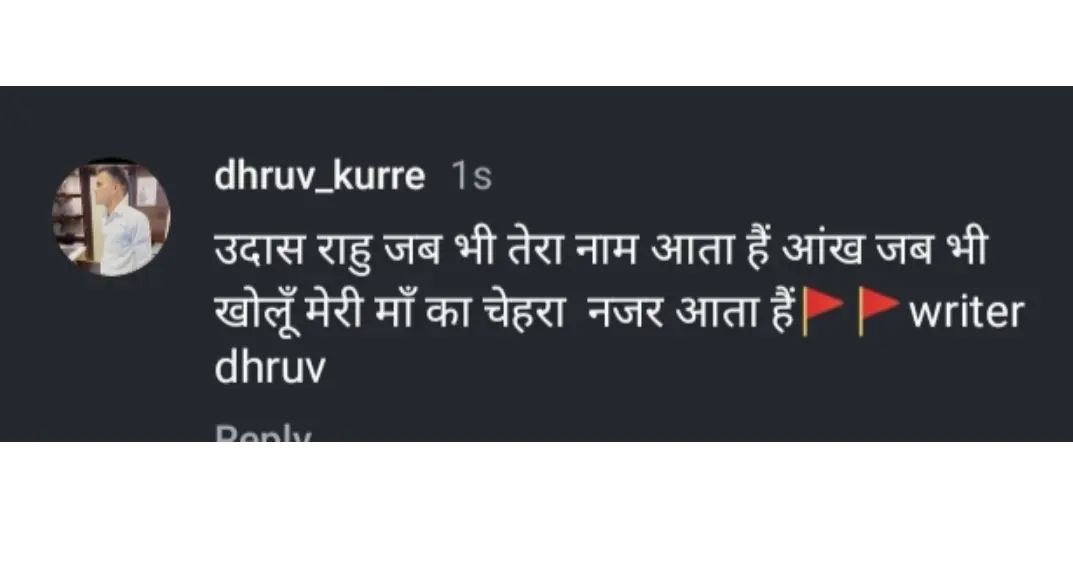 dhruv_kurre 1s
उदास राहु जब भी तेरा नाम आता हैं आंख जब भी
खोलूँ मेरी माँ का चेहरा नजर आता हैं🚩🚩writer
dhruv
Reply